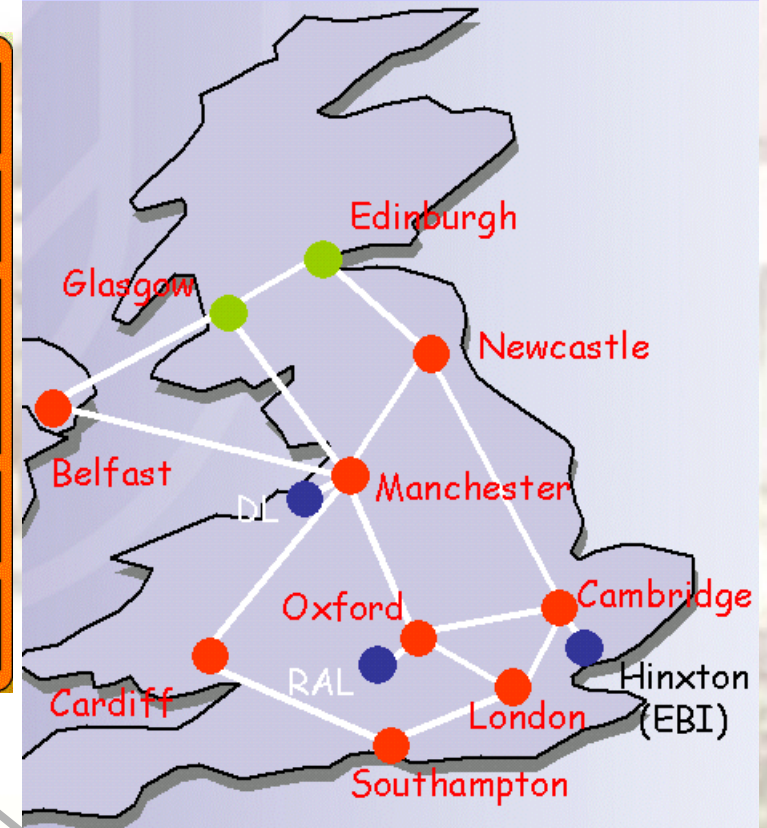 Edinburgh
Glasgow
Newcastle
Belfast
Manchester
DL
Cambridge
Oxford
RAL
Hinxton
(EBI)
Cardiff
London
Southampton